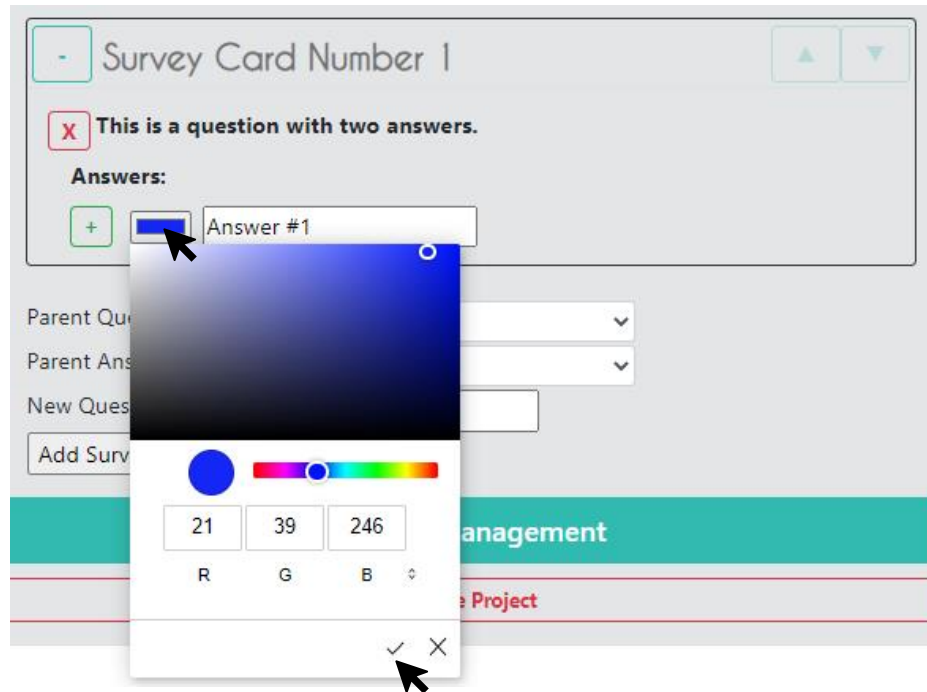 - Survey Card Number 1 ▲ ▼
X This is a question with two answers.
Answers:
+ Answer #1
Parent Que
Parent Ans
New Ques
Add Surv
21 39 246
anagement
R G B
e Project